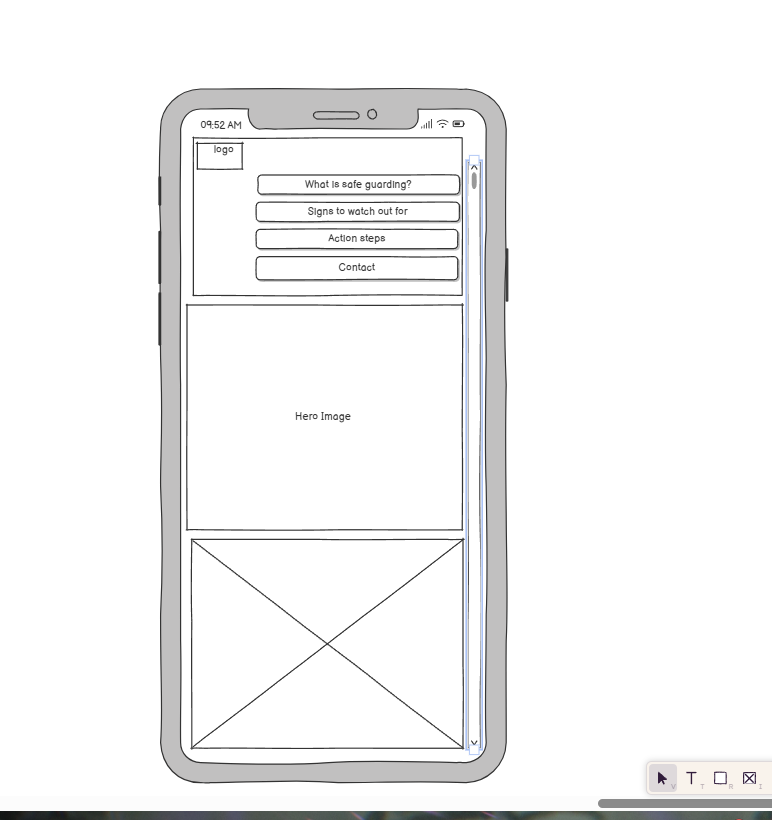 09:52 AM
logo
What is safe guarding?
Signs to watch out for
Action steps
Contact
Hero Image
V
T
T
R
I